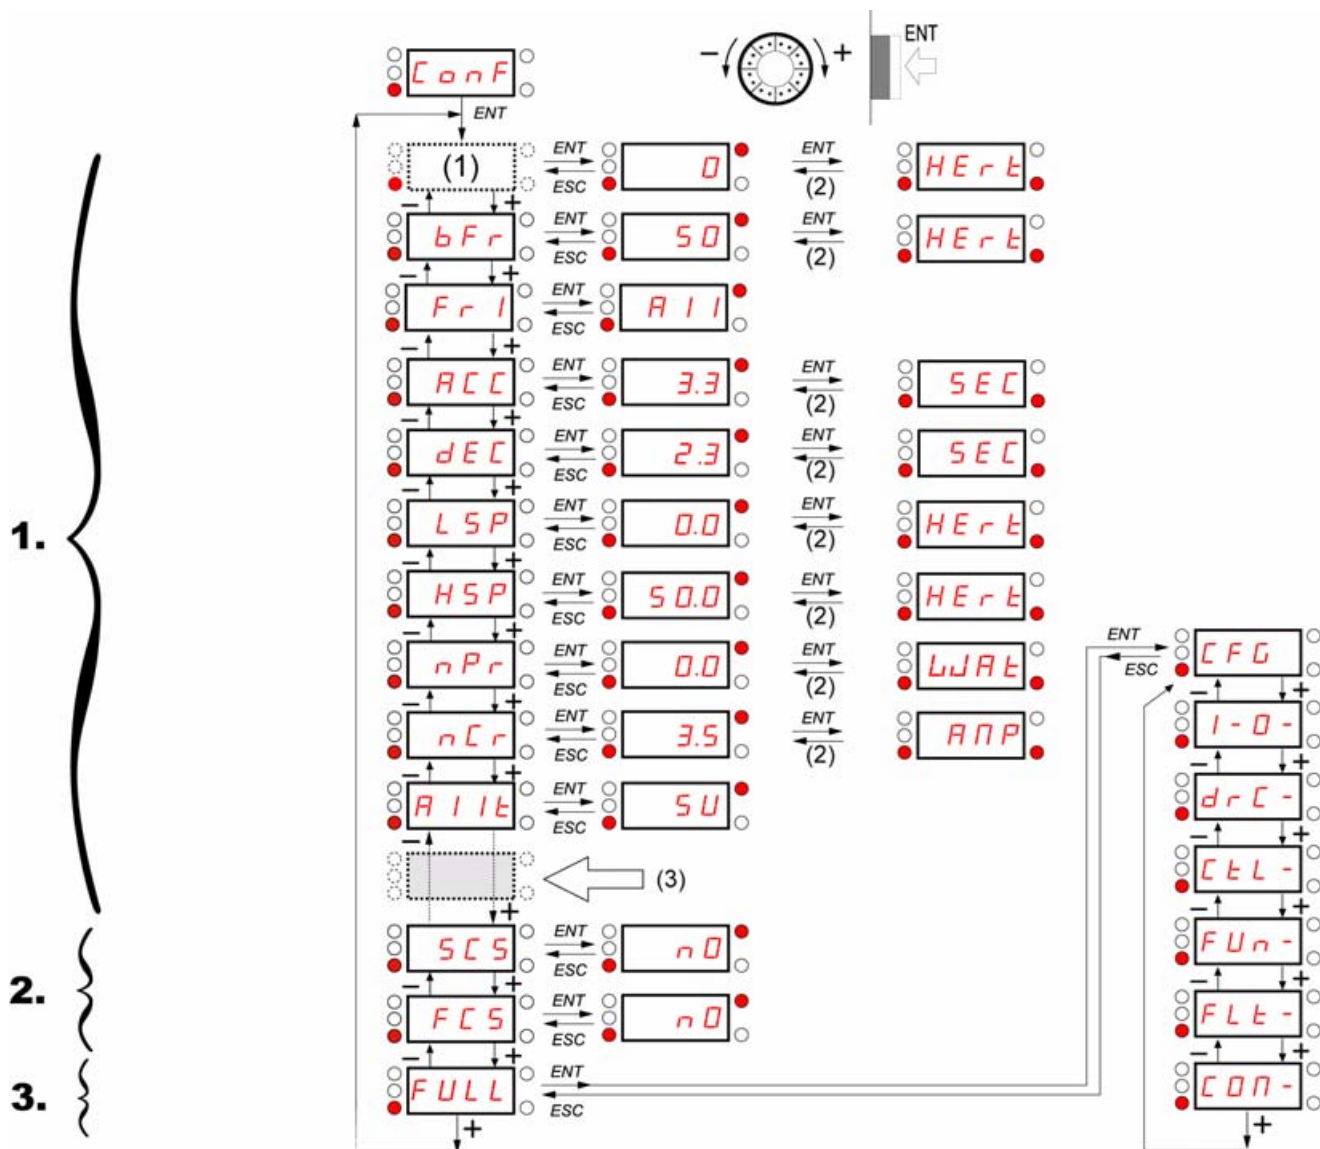 − + ENT
ConF
ENT
(1) ENT ESC 0 ENT (2) HErt
− +
bFr ENT ESC 50 ENT (2) HErt
− +
Fr1 ENT ESC A11
− +
ACC ENT ESC 3.3 ENT (2) SEC
− +
dEC ENT ESC 2.3 ENT (2) SEC
− +
1. LSP ENT ESC 0.0 ENT (2) HErt
− +
HSP ENT ESC 50.0 ENT (2) HErt
− +
nPr ENT ESC 0.0 ENT (2) WAt
ENT ESC CFG
− +
nCr ENT ESC 3.5 ENT (2) AMP
I-O-
− +
A11t ENT ESC SU
drC-
− +
(3)
CtL-
− +
SCS ENT ESC nO
FUn-
− +
2. FCS ENT ESC nO
FLt-
− +
3. FULL ENT ESC
COM-
+ +